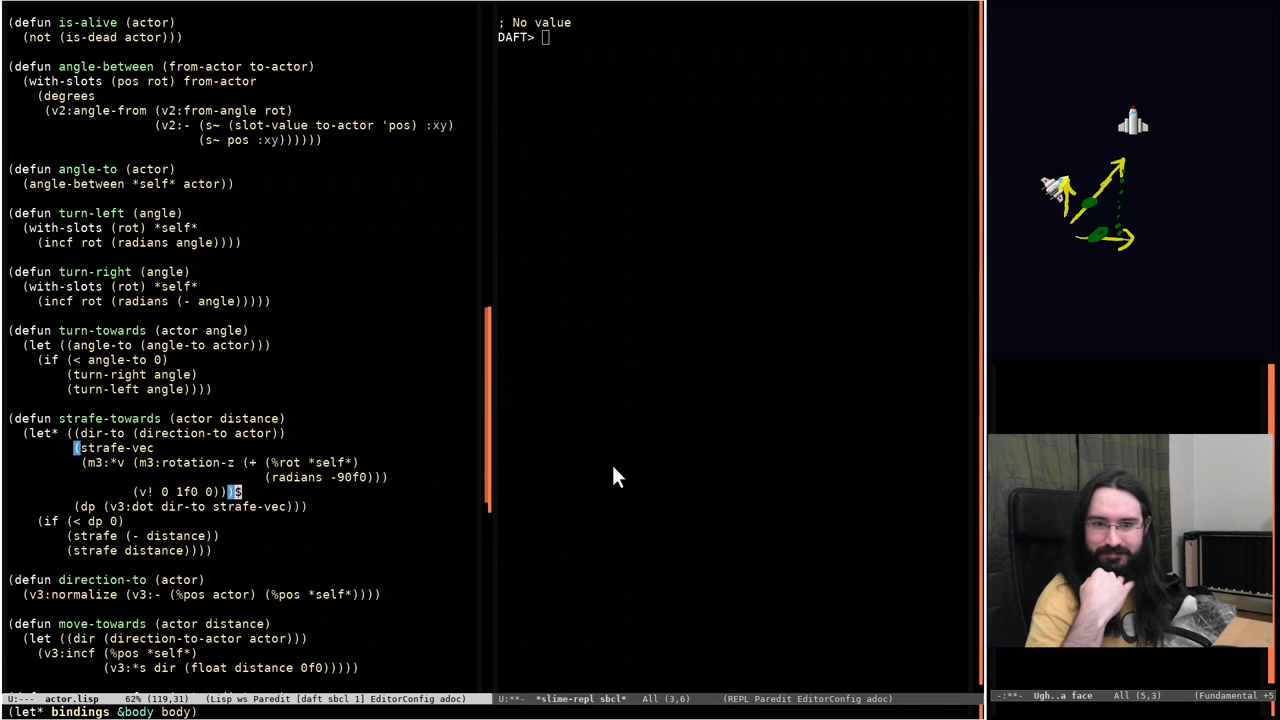 (defun is-alive (actor)
(not (is-dead actor)))
(defun angle-between (from-actor to-actor)
(with-slots (pos rot) from-actor
(degrees
(v2:angle-from (v2:from-angle rot)
(v2:- (s~ (slot-value to-actor 'pos) :xy)
(s~ pos :xy))))))
(defun angle-to (actor)
(angle-between *self* actor))
(defun turn-left (angle)
(with-slots (rot) *self*
(incf rot (radians angle))))
(defun turn-right (angle)
(with-slots (rot) *self*
(incf rot (radians (- angle)))))
(defun turn-towards (actor angle)
(let ((angle-to (angle-to actor)))
(if (< angle-to 0)
(turn-right angle)
(turn-left angle))))
(defun strafe-towards (actor distance)
(let* ((dir-to (direction-to actor))
(strafe-vec
(m3:*v (m3:rotation-z (+ (%rot *self*)
(radians -90f0)))
(v! 0 1f0 0)))$
(dp (v3:dot dir-to strafe-vec)))
(if (< dp 0)
(strafe (- distance))
(strafe distance))))
(defun direction-to (actor)
(v3:normalize (v3:- (%pos actor) (%pos *self*))))
(defun move-towards (actor distance)
(let ((dir (direction-to-actor actor)))
(v3:incf (%pos *self*)
(v3:*s dir (float distance 0f0)))))
U:--- actor.lisp 62% (119,31) (Lisp ws Paredit [daft sbcl 1] EditorConfig adoc)
(let* bindings &body body)
; No value
DAFT>
U:**- *slime-repl sbcl* All (3,6) (REPL Paredit EditorConfig adoc)
-:**- Ugh..a face All (5,3) (Fundamental +5